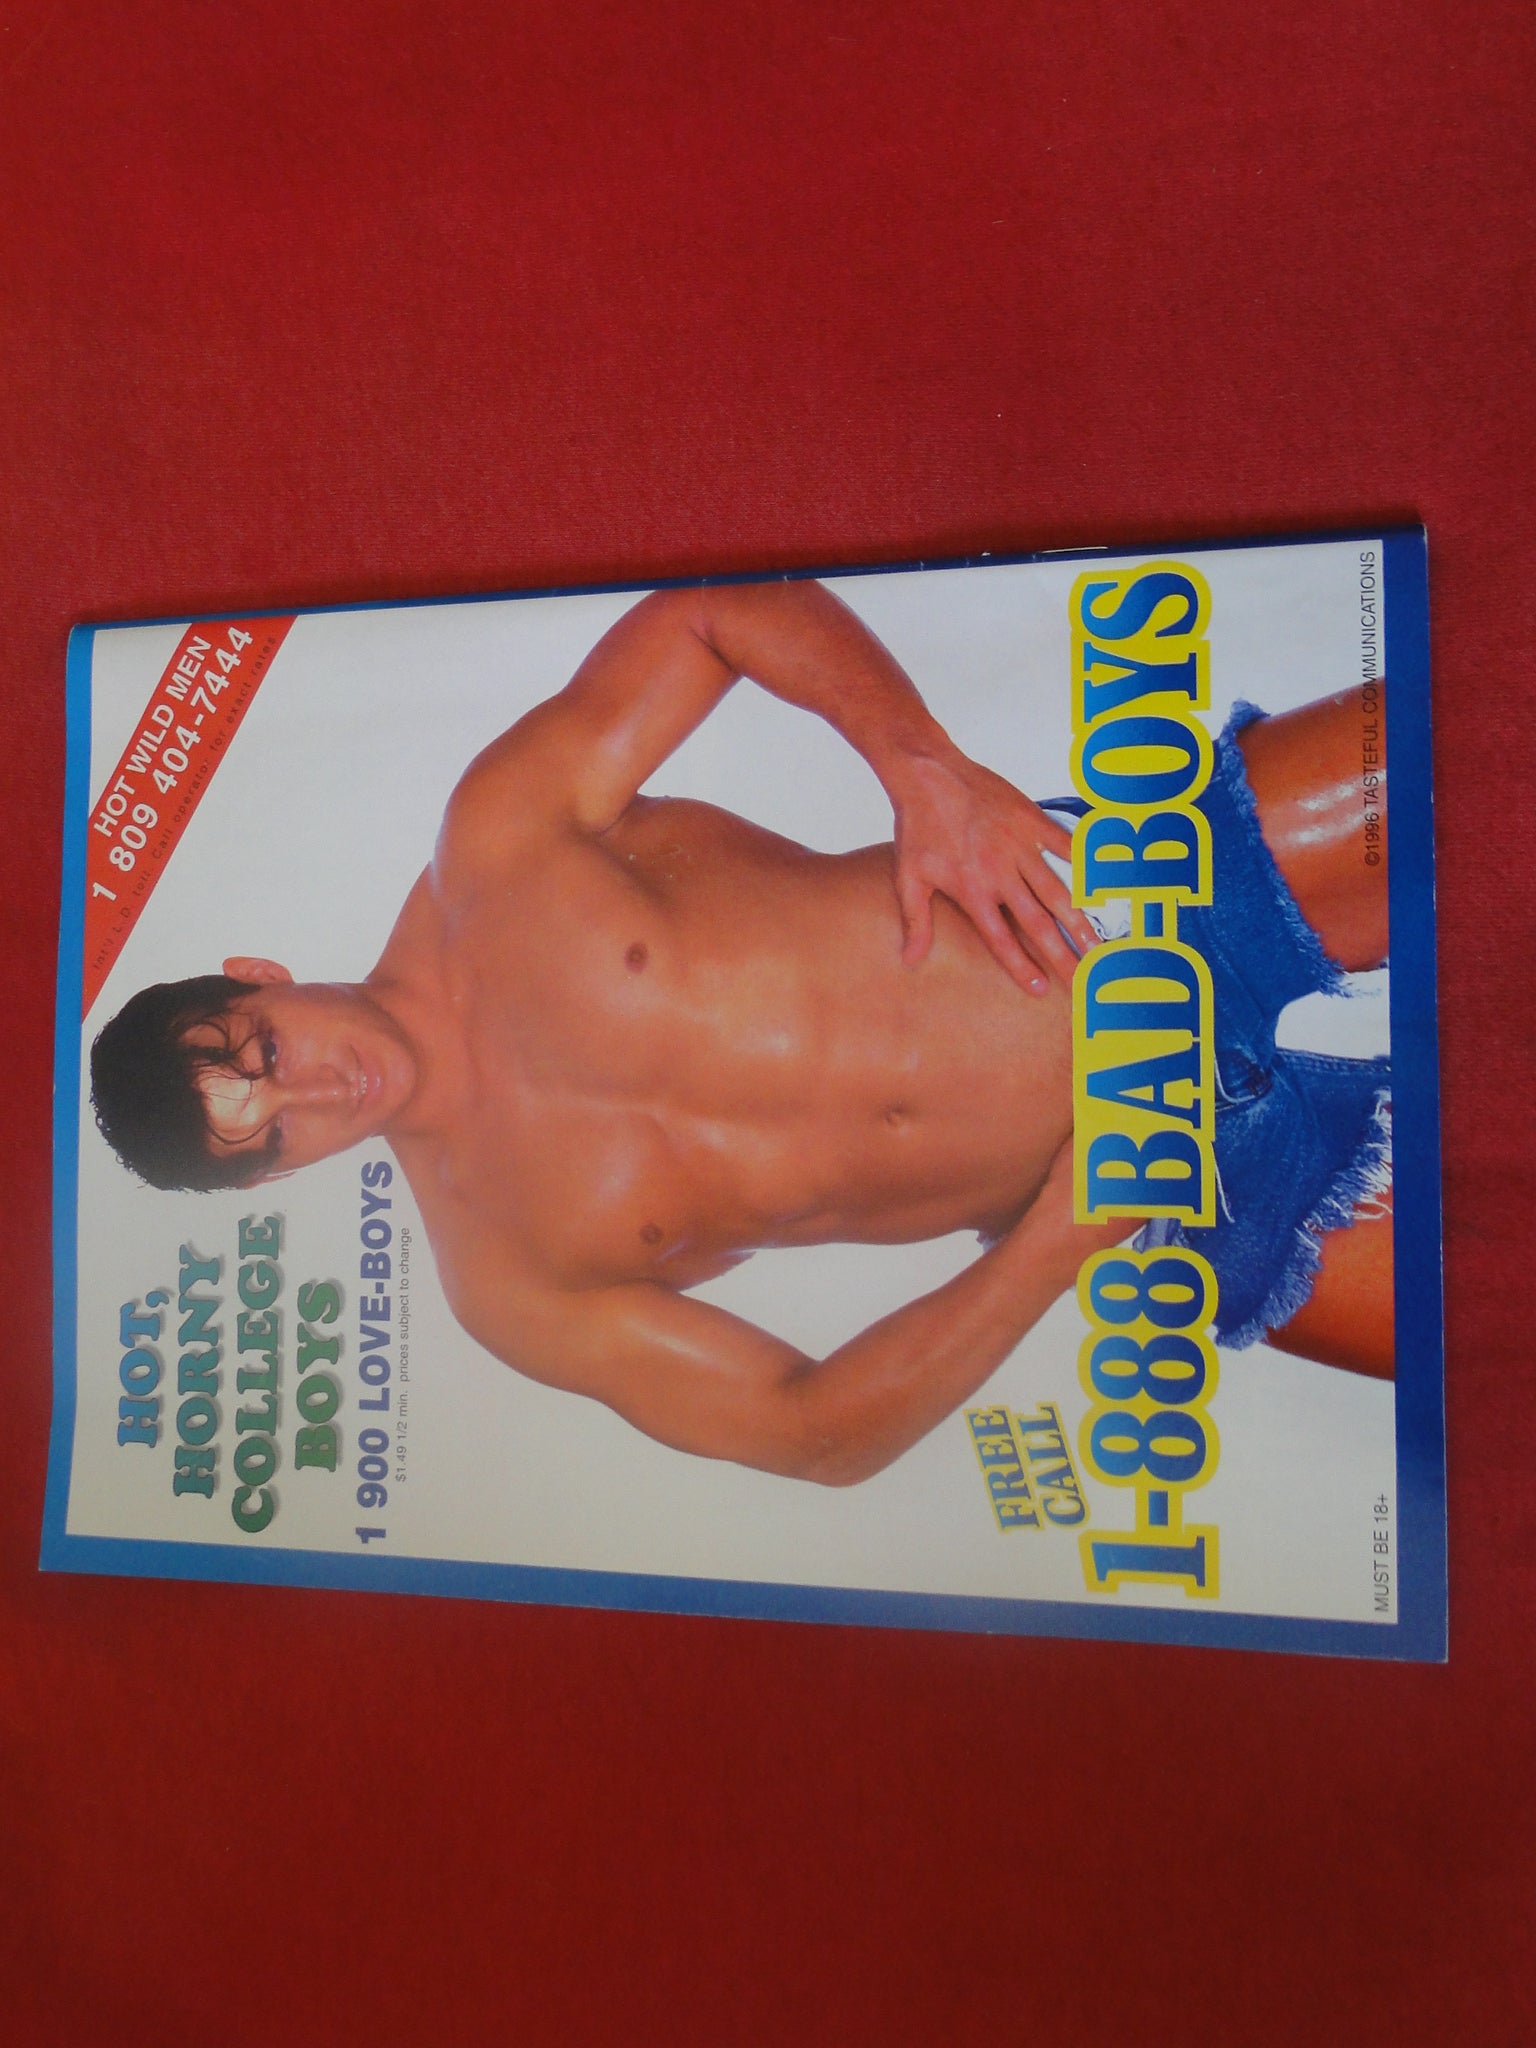 HOT WILD MEN
1 809 404-7444
Int'l L.D. toll. Call operator for exact rates
HOT,
HORNY
COLLEGE
BOYS
1 900 LOVE-BOYS
$1.49 1/2 min. prices subject to change
FREE
CALL
1-888 BAD-BOYS
MUST BE 18+
©1996 TASTEFUL COMMUNICATIONS